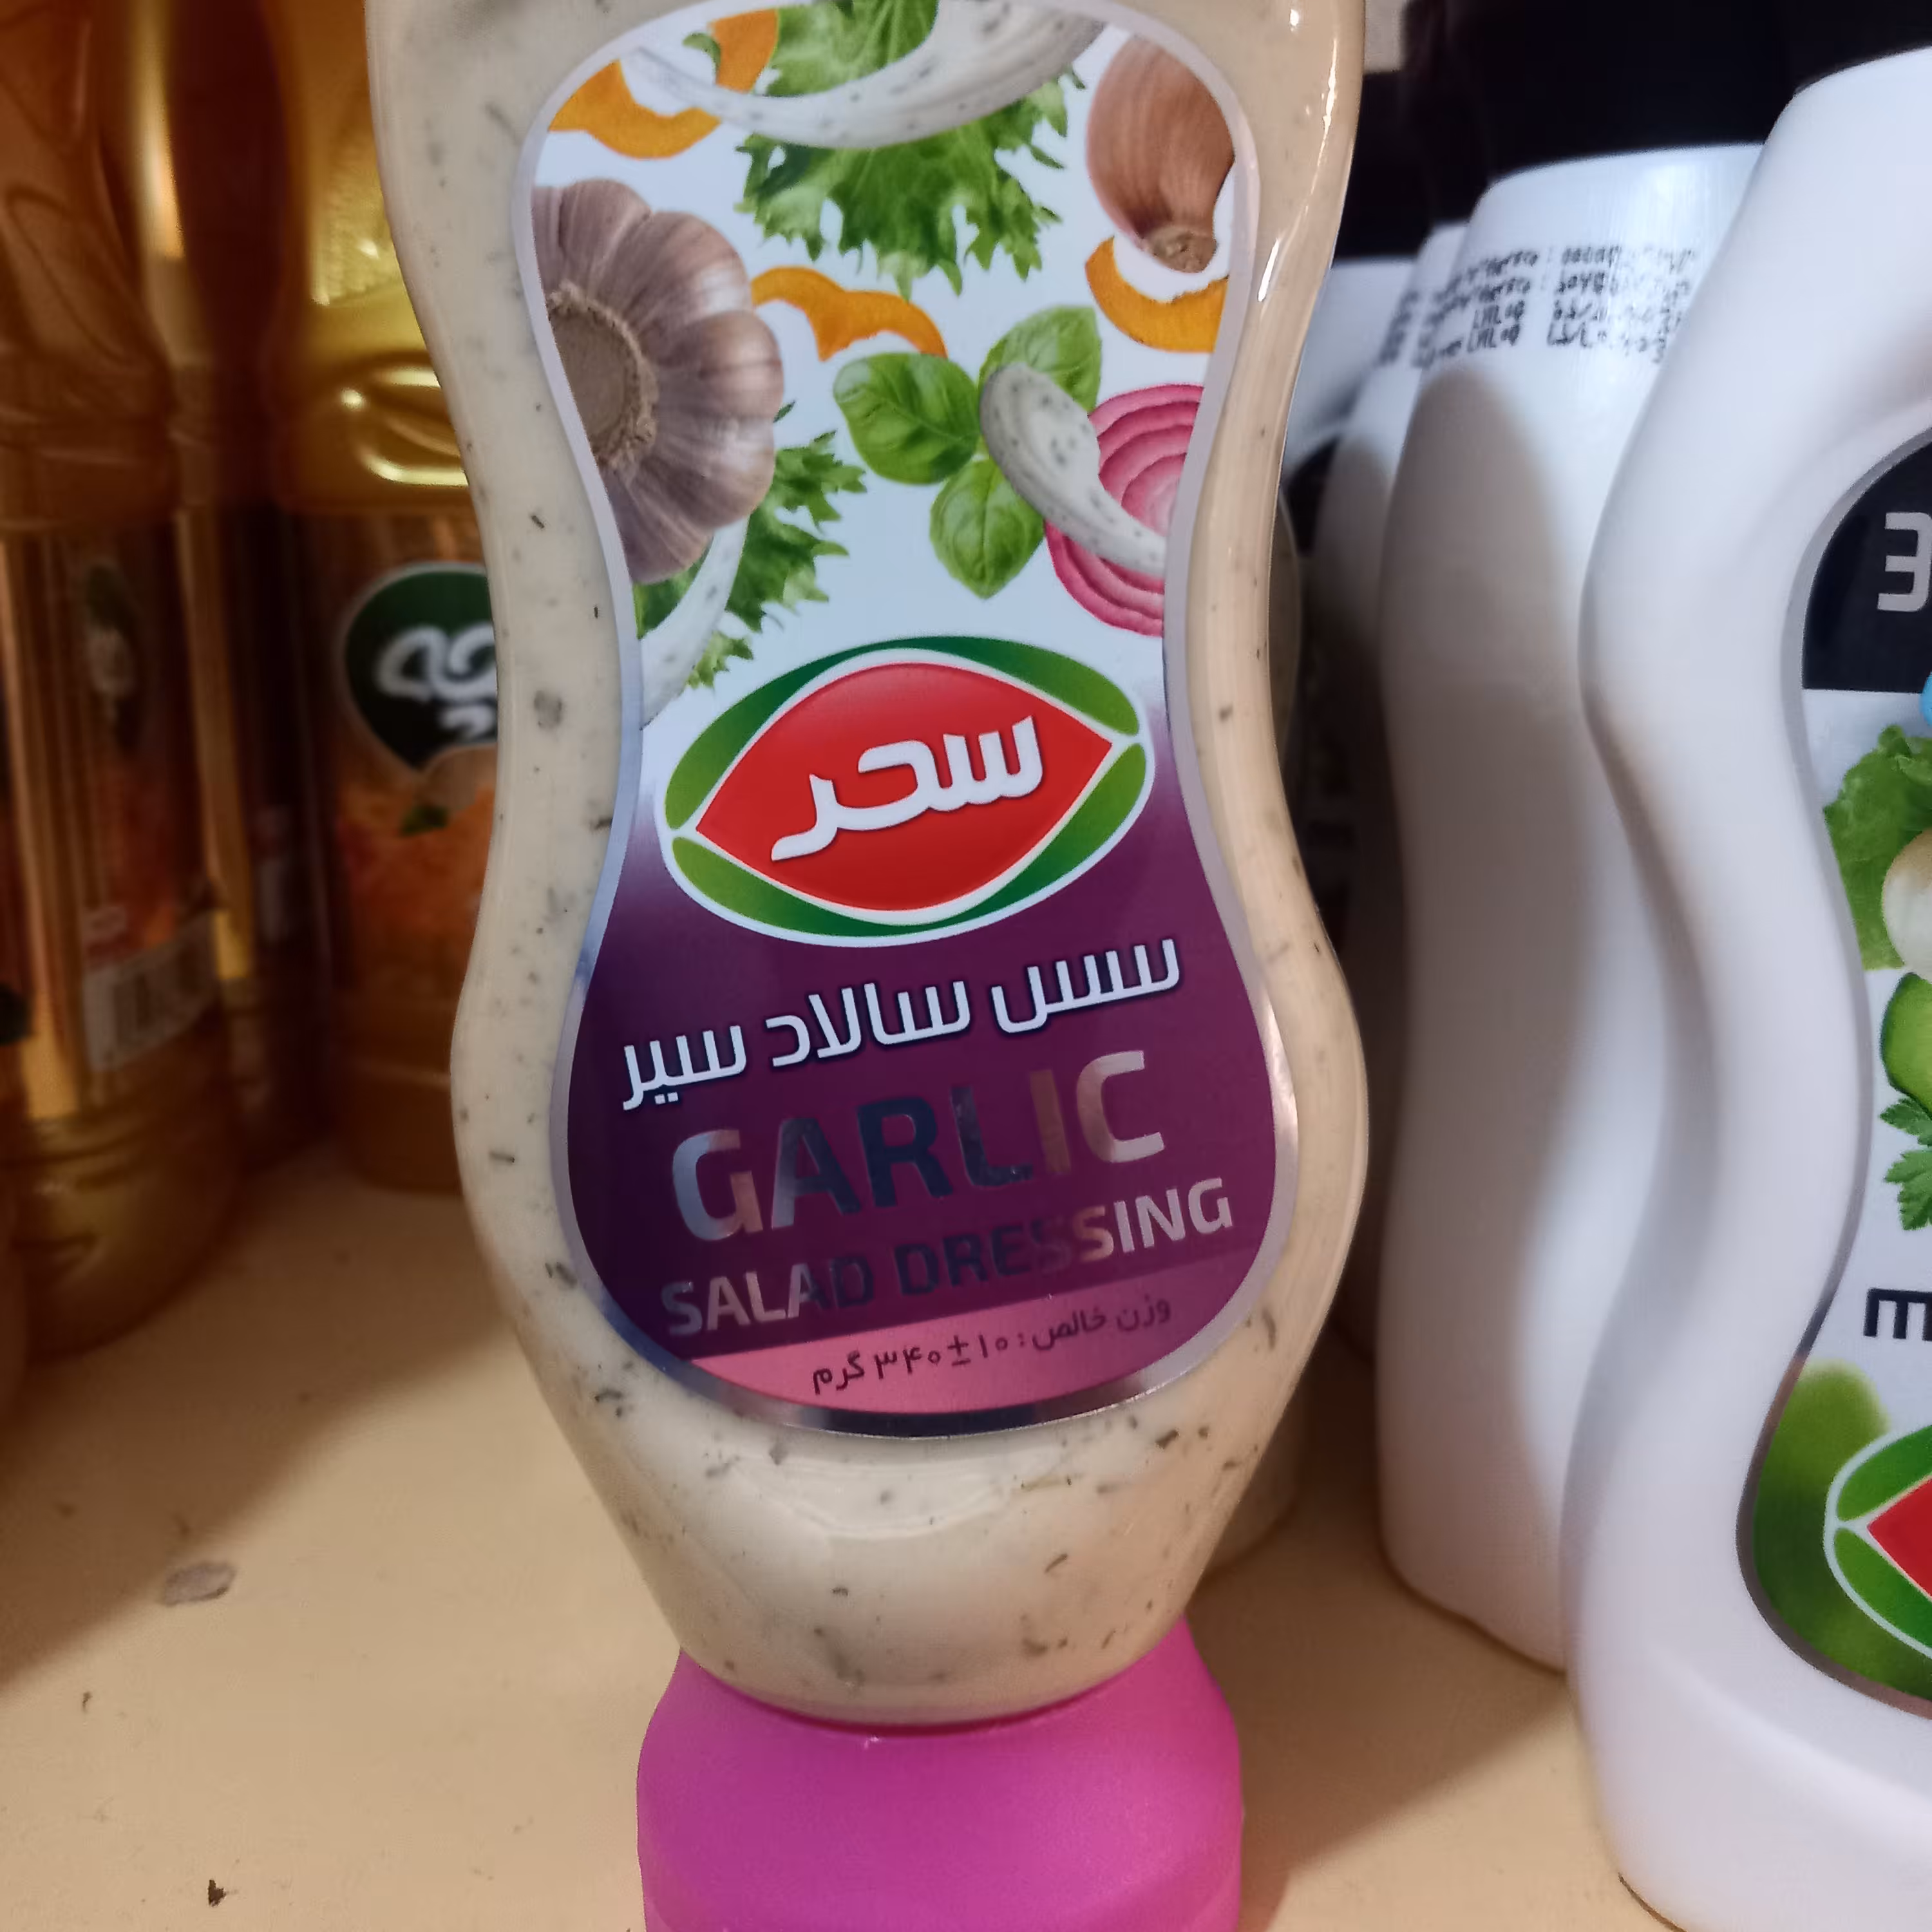 سحر
سس سالاد سیر
GARLIC
SALAD DRESSING
وزن خالص: ۱۰±۳۴۰ گرم